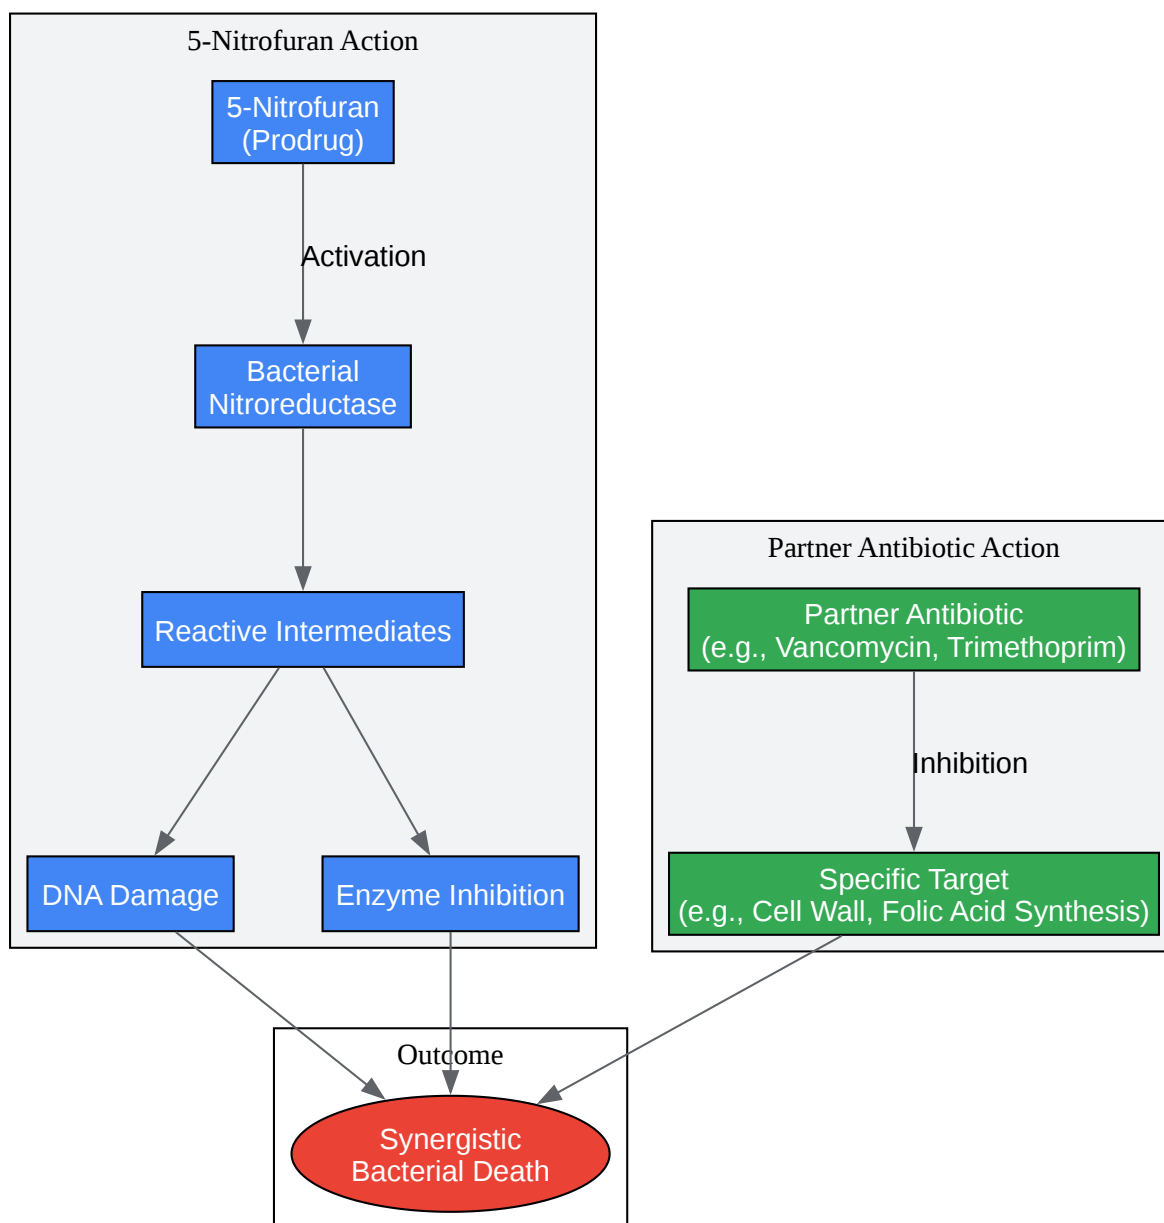 5-Nitrofuran Action
5-Nitrofuran
(Prodrug)
Activation
Bacterial
Nitroreductase
Reactive Intermediates
DNA Damage
Enzyme Inhibition
Partner Antibiotic Action
Partner Antibiotic
(e.g., Vancomycin, Trimethoprim)
Inhibition
Specific Target
(e.g., Cell Wall, Folic Acid Synthesis)
Outcome
Synergistic
Bacterial Death